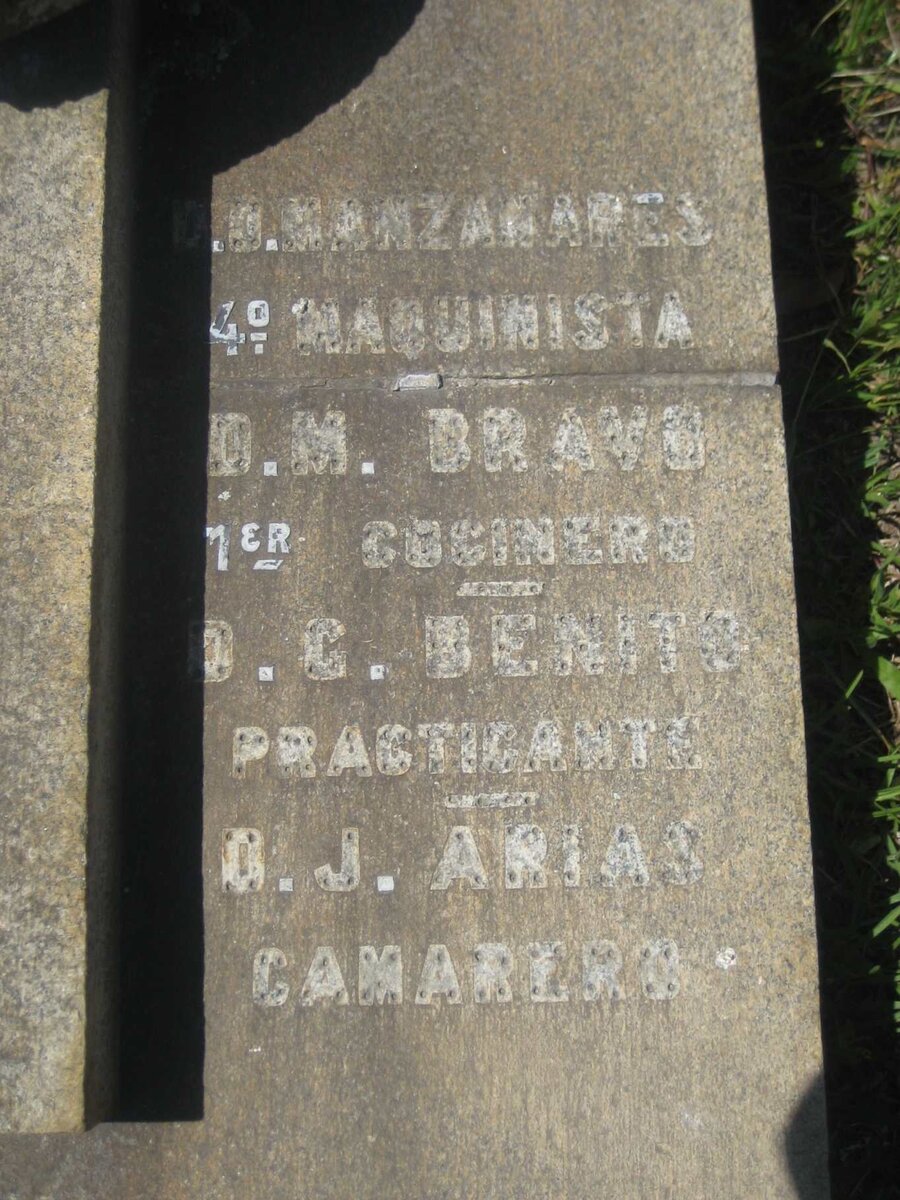 D.D.MANZANARES
4º MAQUINISTA
D.M. BRAVO
1ER COCINERO
D.G. BENITO
PRACTICANTE
D.J. ARIAS
CAMARERO